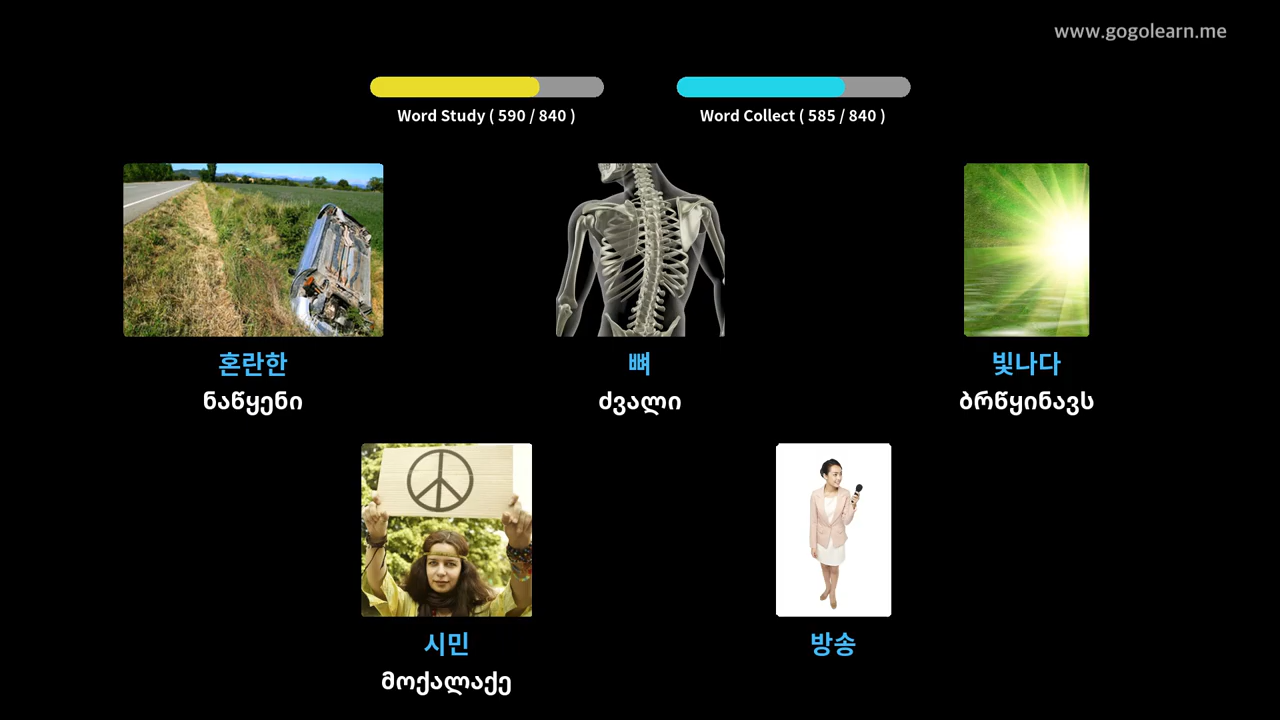 www.gogolearn.me
Word Study ( 590 / 840 )
Word Collect ( 585 / 840 )
혼란한
ნაწყენი
뼈
ძვალი
빛나다
ბრწყინავს
시민
მოქალაქე
방송